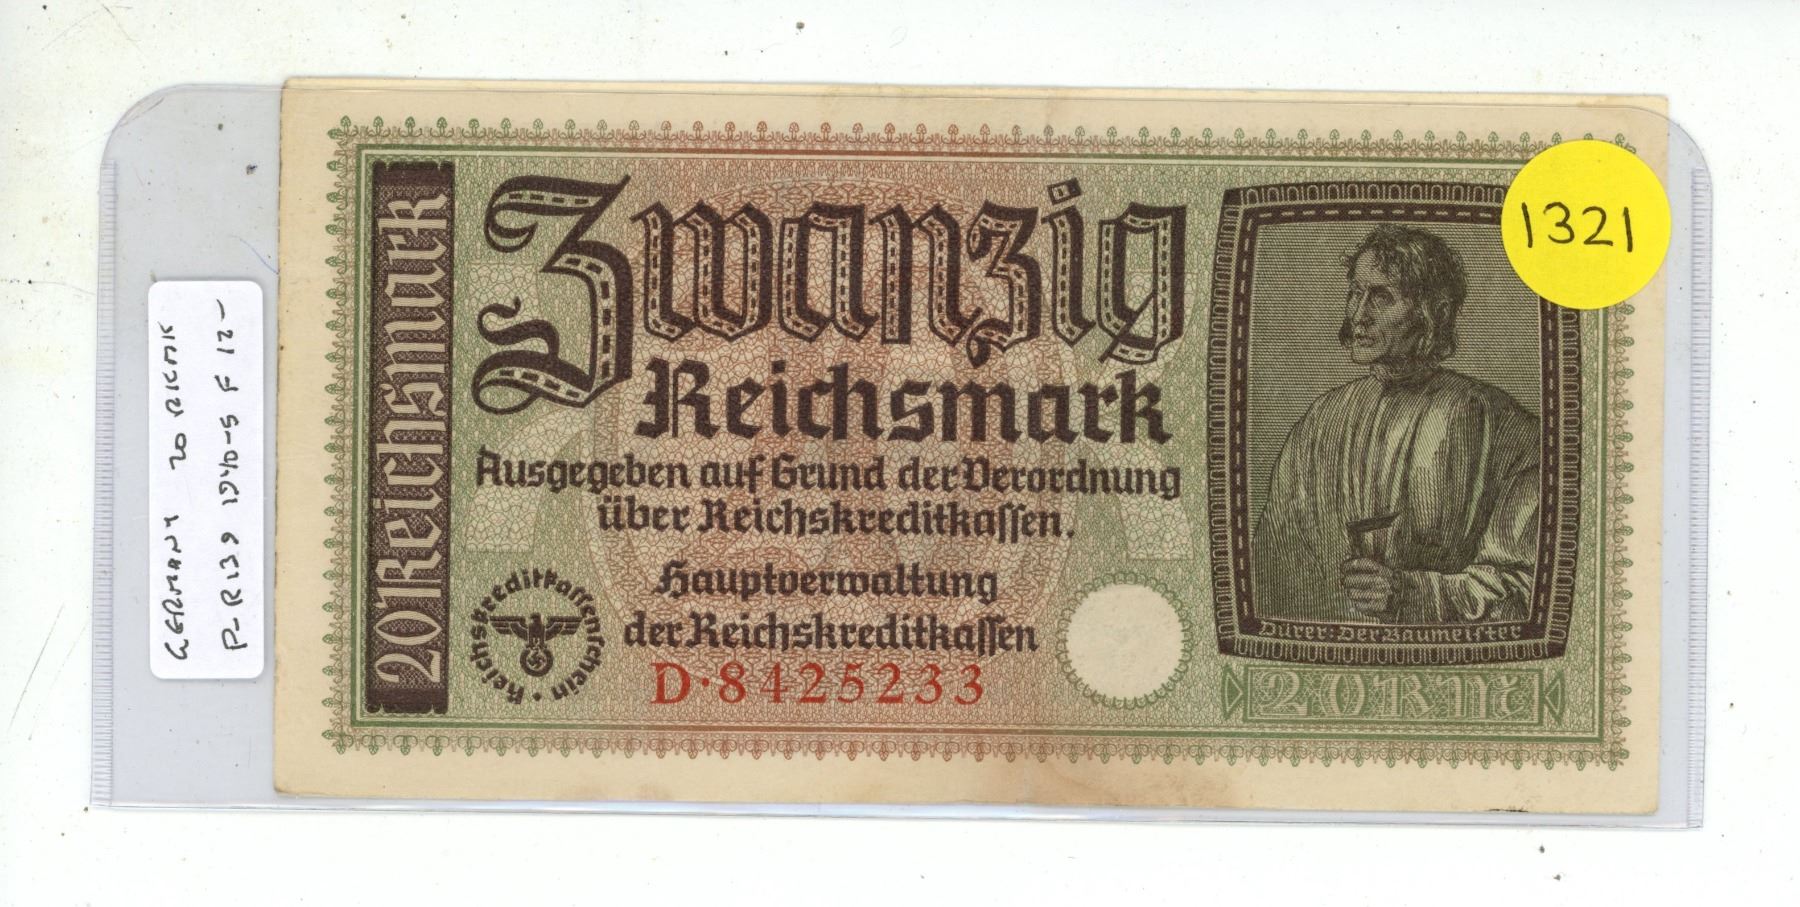 20 Reichsmark
Zwanzig
Reichsmark
Ausgegeben auf Grund der Verordnung
über Reichskreditkassen.
Hauptverwaltung
der Reichskreditkassen
D·8425233
Reichskreditkassenschein
Dürer: Der Baumeister
20 RMk
1321
GERMANY 20 REMK
P-R139 1940-5 F 12-